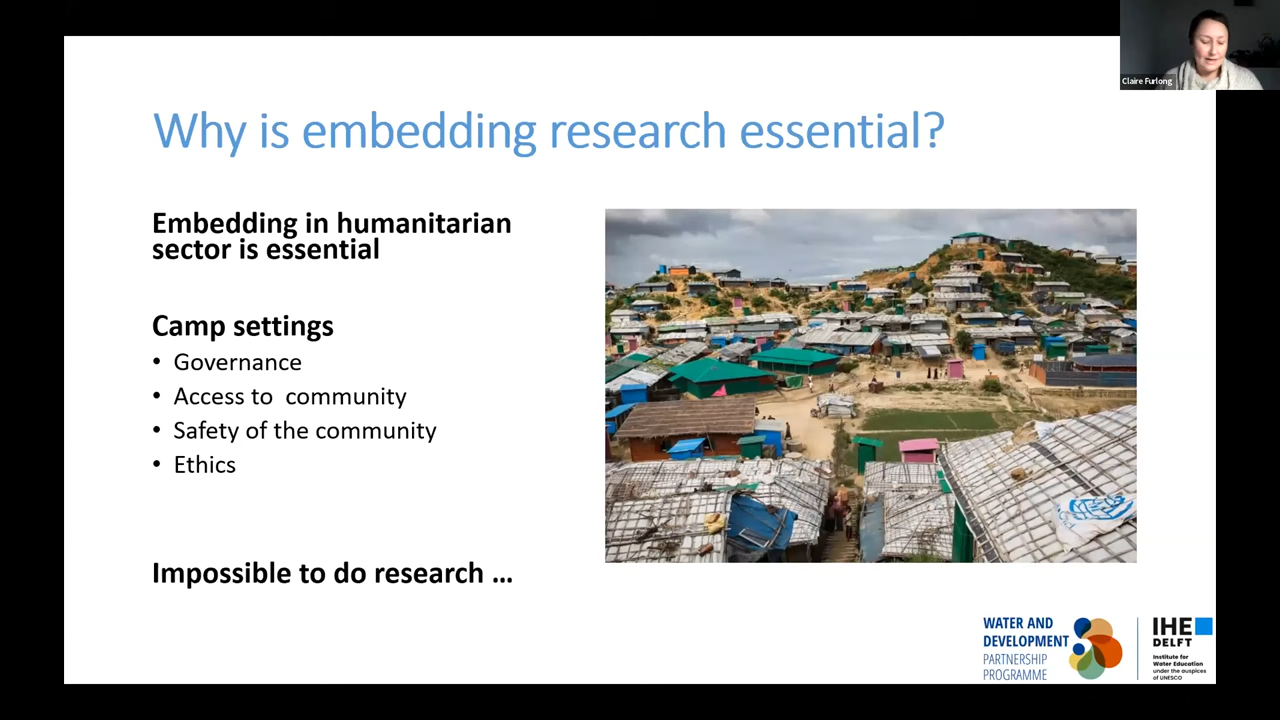 Claire Furlong
Why is embedding research essential?
Embedding in humanitarian
sector is essential
Camp settings
• Governance
• Access to  community
• Safety of the community
• Ethics
Impossible to do research ...
WATER AND
DEVELOPMENT
PARTNERSHIP
PROGRAMME
IHE
DELFT
Institute for
Water Education
under the auspices
of UNESCO